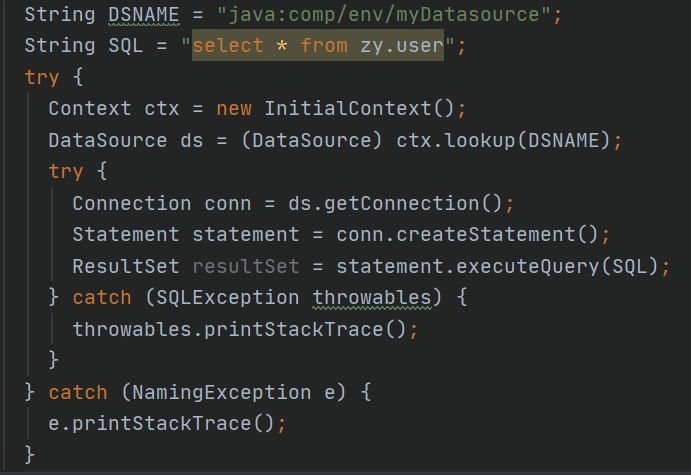 String DSNAME = "java:comp/env/myDatasource";
String SQL = "select * from zy.user";
try {
Context ctx = new InitialContext();
DataSource ds = (DataSource) ctx.lookup(DSNAME);
try {
Connection conn = ds.getConnection();
Statement statement = conn.createStatement();
ResultSet resultSet = statement.executeQuery(SQL);
} catch (SQLException throwables) {
throwables.printStackTrace();
}
} catch (NamingException e) {
e.printStackTrace();
}